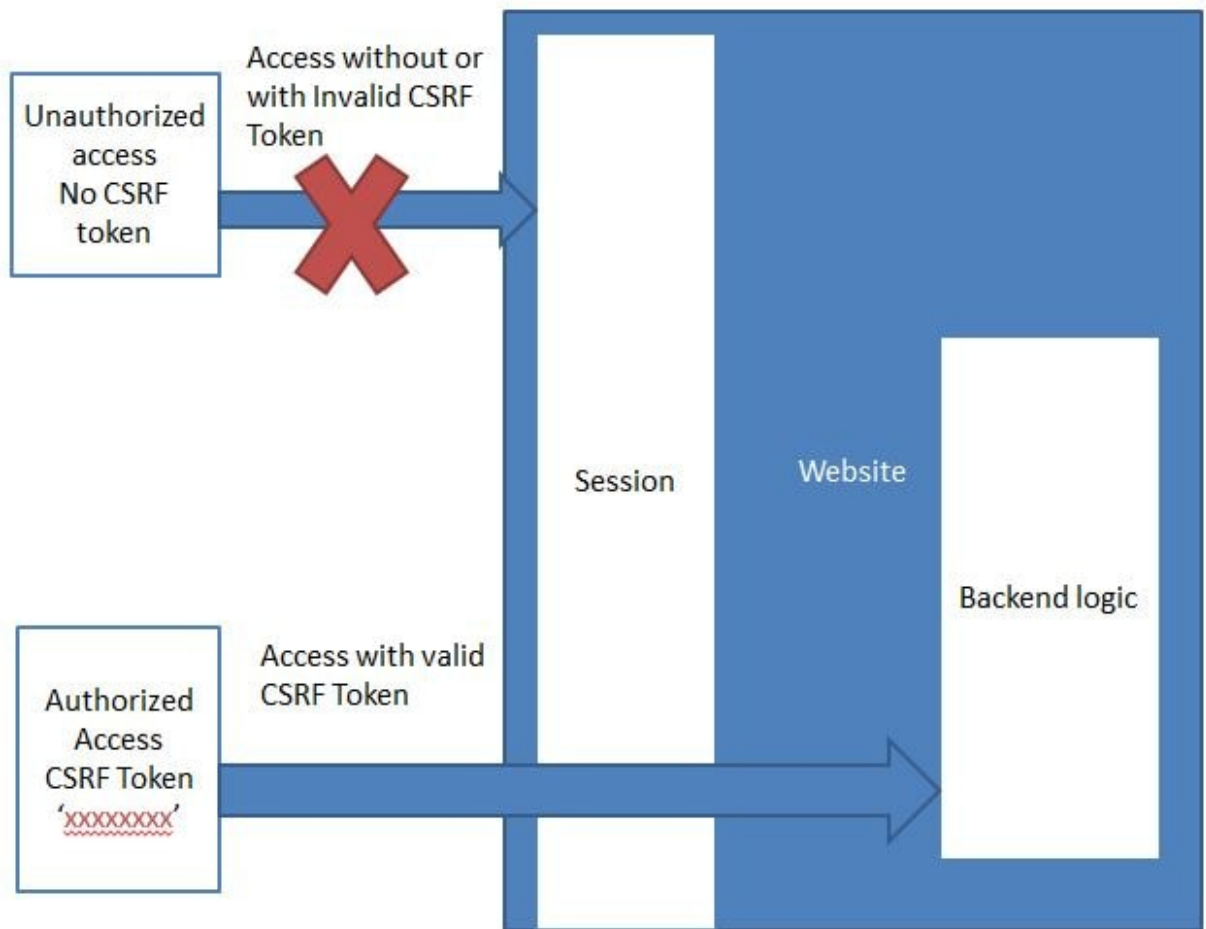 Access without or
with Invalid CSRF
Token
Unauthorized
access
No CSRF
token
Session
Website
Backend logic
Access with valid
CSRF Token
Authorized
Access
CSRF Token
‘xxxxxxxx’